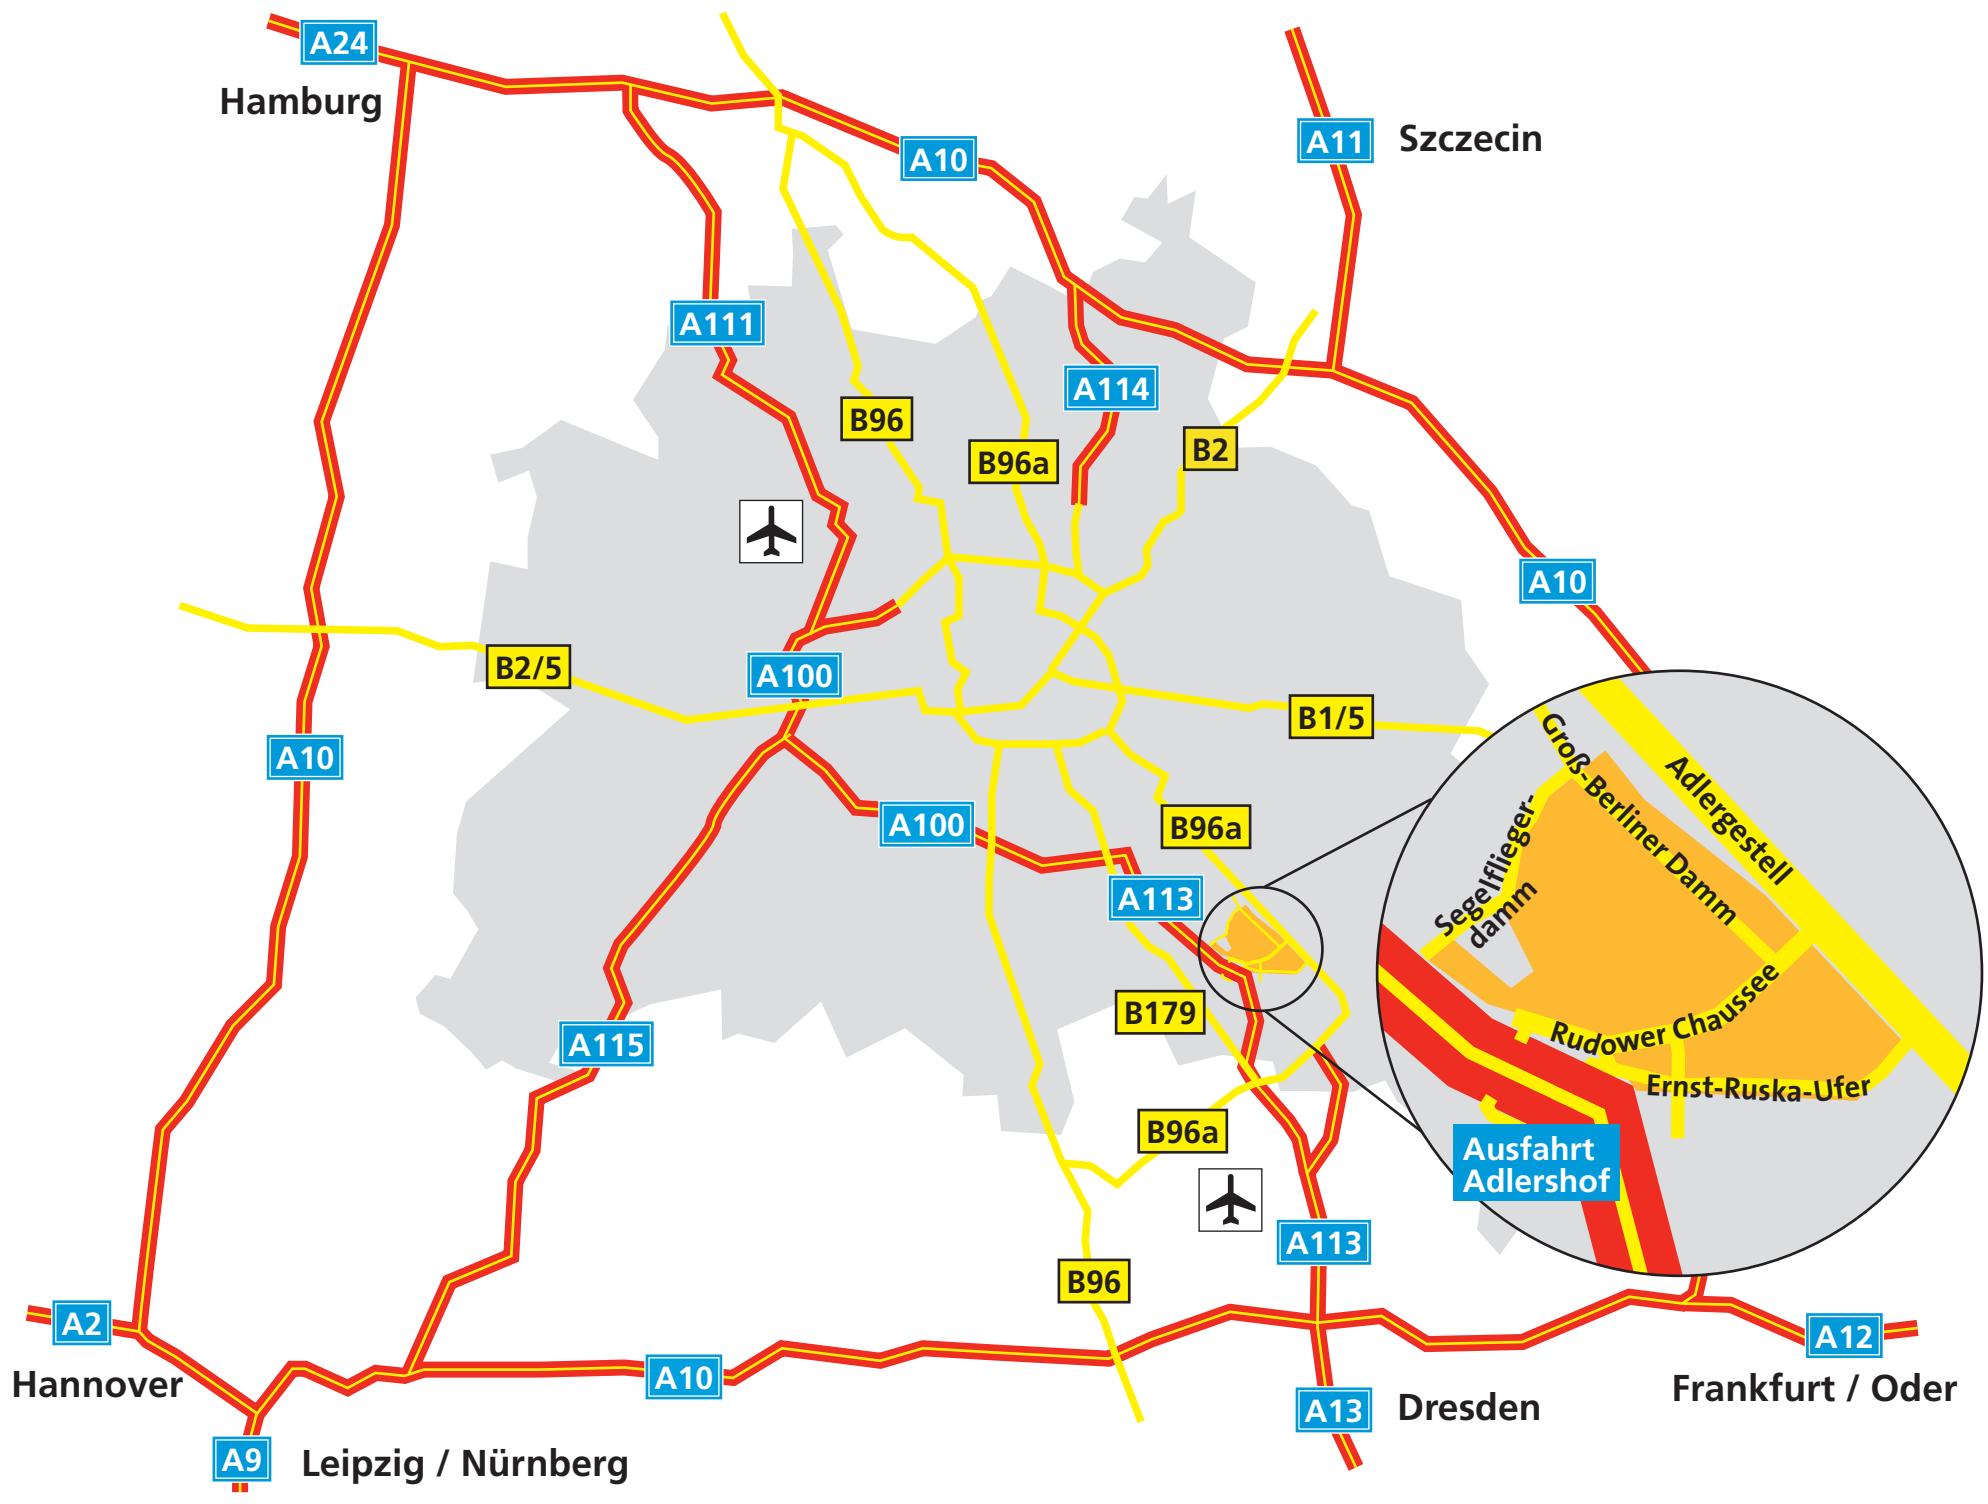 A24
Hamburg
A11
Szczecin
A10
A111
A114
B96
B96a
B2
A10
B2/5
A100
B1/5
A10
A100
B96a
A113
B179
A115
B96a
A113
B96
A2
Hannover
A10
A12
Frankfurt / Oder
A13
Dresden
A9
Leipzig / Nürnberg
Groß-Berliner Damm
Adlergestell
Segelflieger-
damm
Rudower Chaussee
Ernst-Ruska-Ufer
Ausfahrt
Adlershof